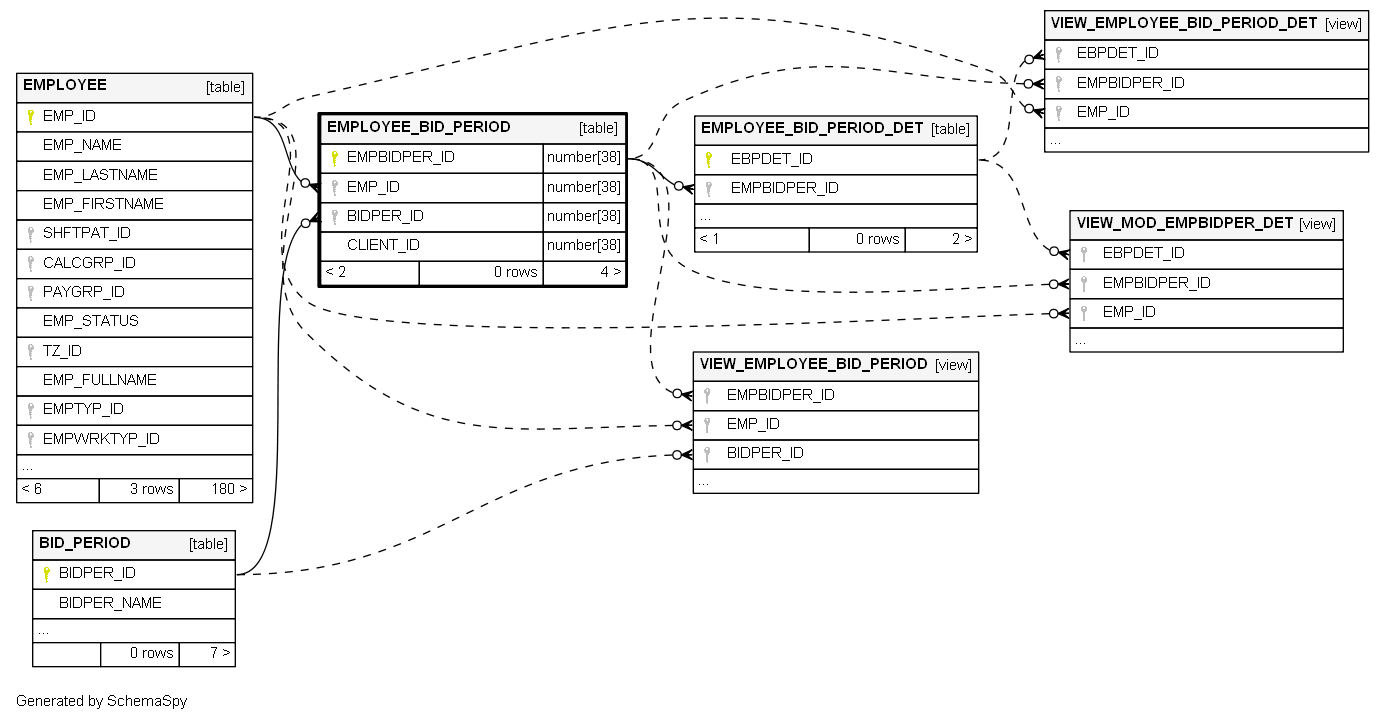 EMPLOYEE [table]
EMP_ID
EMP_NAME
EMP_LASTNAME
EMP_FIRSTNAME
SHFTPAT_ID
CALCGRP_ID
PAYGRP_ID
EMP_STATUS
TZ_ID
EMP_FULLNAME
EMPTYP_ID
EMPWRKTYP_ID
...
< 6 3 rows 180 >
BID_PERIOD [table]
BIDPER_ID
BIDPER_NAME
...
0 rows 7 >
EMPLOYEE_BID_PERIOD [table]
EMPBIDPER_ID number[38]
EMP_ID number[38]
BIDPER_ID number[38]
CLIENT_ID number[38]
< 2 0 rows 4 >
EMPLOYEE_BID_PERIOD_DET [table]
EBPDET_ID
EMPBIDPER_ID
...
< 1 0 rows 2 >
VIEW_EMPLOYEE_BID_PERIOD [view]
EMPBIDPER_ID
EMP_ID
BIDPER_ID
...
VIEW_EMPLOYEE_BID_PERIOD_DET [view]
EBPDET_ID
EMPBIDPER_ID
EMP_ID
...
VIEW_MOD_EMPBIDPER_DET [view]
EBPDET_ID
EMPBIDPER_ID
EMP_ID
...
Generated by SchemaSpy